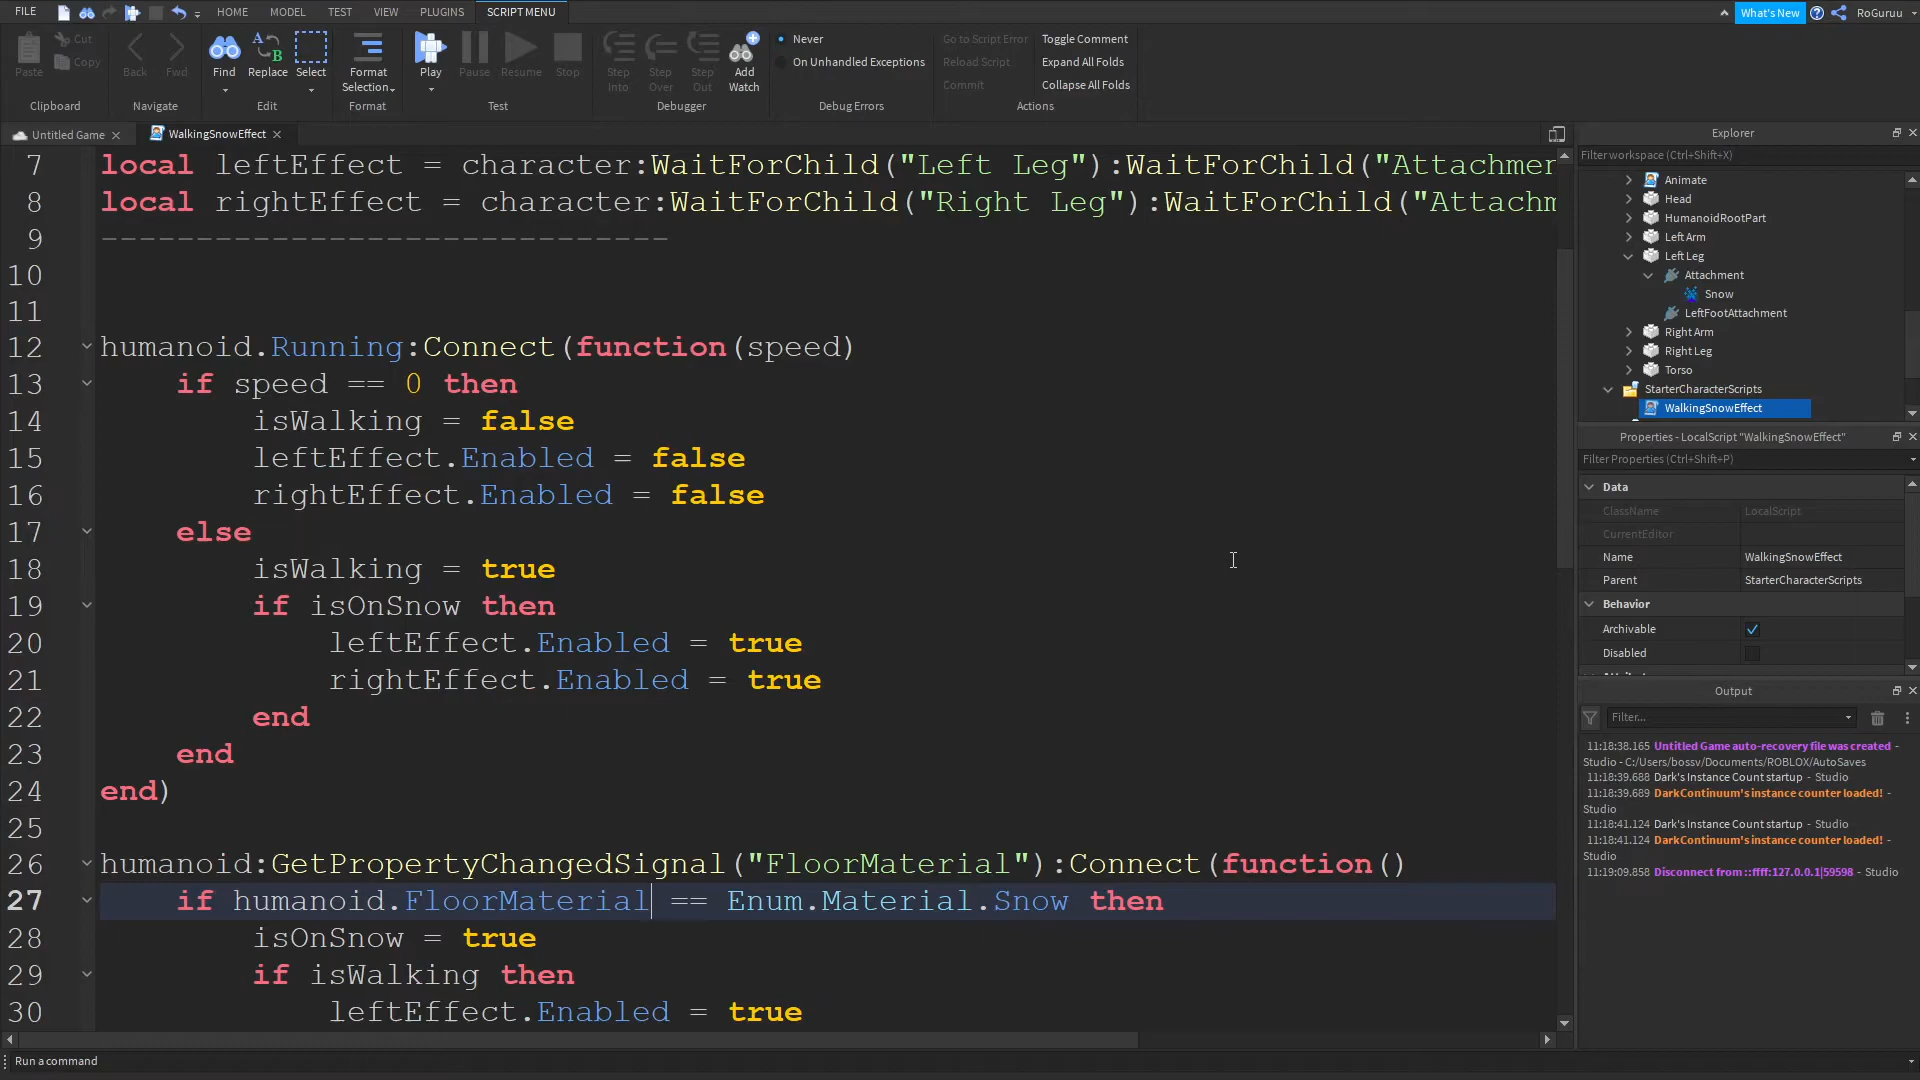 FILE HOME MODEL TEST VIEW PLUGINS SCRIPT MENU What's New RoGuruu
Paste Cut Copy Back Fwd Find Replace Select Format Selection Play Pause Resume Stop Step Into Step Over Step Out Add Watch
Never
On Unhandled Exceptions
Go to Script Error
Reload Script
Commit
Toggle Comment
Expand All Folds
Collapse All Folds
Clipboard Navigate Edit Format Test Debugger Debug Errors Actions
Untitled Game WalkingSnowEffect
7 local leftEffect = character:WaitForChild("Left Leg"):WaitForChild("Attachmen
8 local rightEffect = character:WaitForChild("Right Leg"):WaitForChild("Attachm
9 ------------------------------
10
11
12 humanoid.Running:Connect(function(speed)
13 if speed == 0 then
14 isWalking = false
15 leftEffect.Enabled = false
16 rightEffect.Enabled = false
17 else
18 isWalking = true
19 if isOnSnow then
20 leftEffect.Enabled = true
21 rightEffect.Enabled = true
22 end
23 end
24 end)
25
26 humanoid:GetPropertyChangedSignal("FloorMaterial"):Connect(function()
27 if humanoid.FloorMaterial == Enum.Material.Snow then
28 isOnSnow = true
29 if isWalking then
30 leftEffect.Enabled = true
Run a command
Explorer
Filter workspace (Ctrl+Shift+X)
Animate
Head
HumanoidRootPart
Left Arm
Left Leg
Attachment
Snow
LeftFootAttachment
Right Arm
Right Leg
Torso
StarterCharacterScripts
WalkingSnowEffect
Properties - LocalScript "WalkingSnowEffect"
Filter Properties (Ctrl+Shift+P)
Data
ClassName LocalScript
CurrentEditor
Name WalkingSnowEffect
Parent StarterCharacterScripts
Behavior
Archivable
Disabled
Output
Filter...
11:18:38.165 Untitled Game auto-recovery file was created -
Studio - C:/Users/bossv/Documents/ROBLOX/AutoSaves
11:18:39.688 Dark's Instance Count startup - Studio
11:18:39.689 DarkContinuum's instance counter loaded! -
Studio
11:18:41.124 Dark's Instance Count startup - Studio
11:18:41.124 DarkContinuum's instance counter loaded! -
Studio
11:19:09.858 Disconnect from ::ffff:127.0.0.1|59598 - Studio